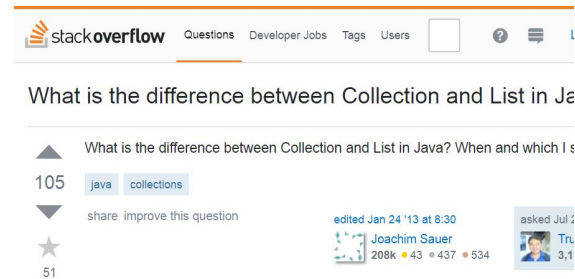 stackoverflow Questions Developer Jobs Tags Users
What is the difference between Collection and List in
What is the difference between Collection and List in Java? When and which I
105
java collections
share improve this question
edited Jan 24 '13 at 8:30
Joachim Sauer
208k 43 437 534
asked Jul
51